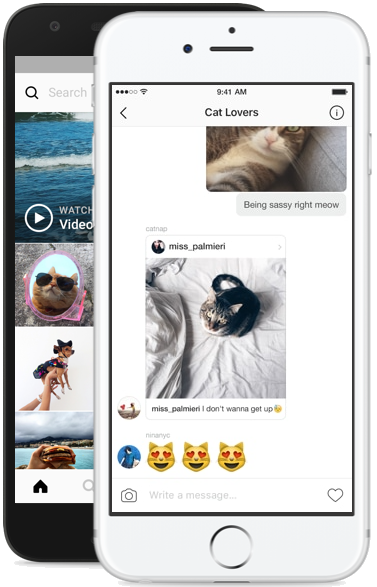 Search
WATCH
Video
9:41 AM
Cat Lovers
Being sassy right meow
catnap
miss_palmieri
miss_palmieri I don't wanna get up😴
ninanyc
😻😻😻
Write a message...